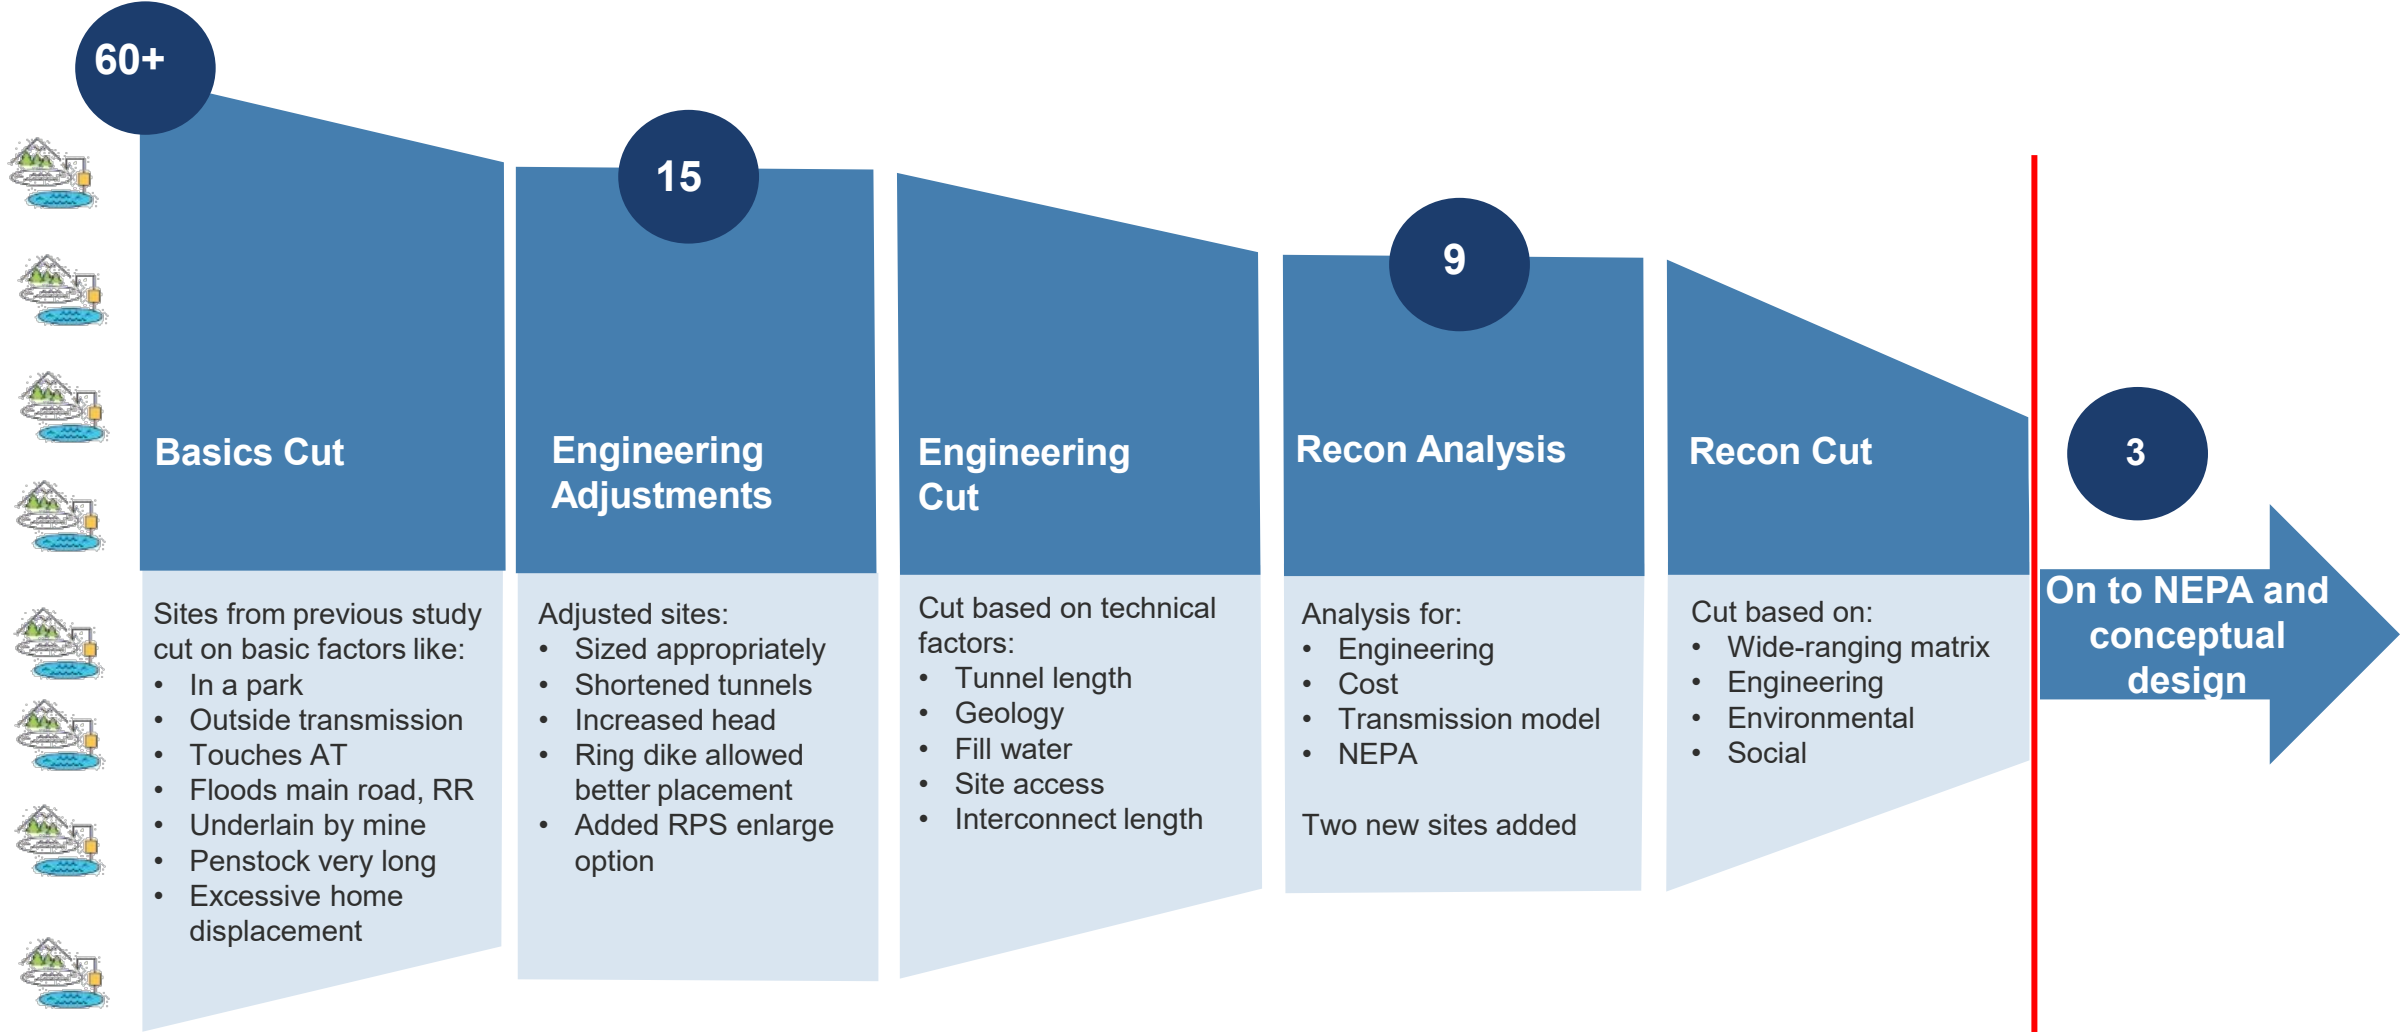 60+
Basics Cut
Sites from previous study
cut on basic factors like:
• In a park
• Outside transmission
• Touches AT
• Floods main road, RR
• Underlain by mine
• Penstock very long
• Excessive home
displacement
15
Engineering
Adjustments
Adjusted sites:
• Sized appropriately
• Shortened tunnels
• Increased head
• Ring dike allowed
better placement
• Added RPS enlarge
option
Engineering
Cut
Cut based on technical
factors:
• Tunnel length
• Geology
• Fill water
• Site access
• Interconnect length
9
Recon Analysis
Analysis for:
• Engineering
• Cost
• Transmission model
• NEPA
Two new sites added
Recon Cut
Cut based on:
• Wide-ranging matrix
• Engineering
• Environmental
• Social
3
On to NEPA and
conceptual
design